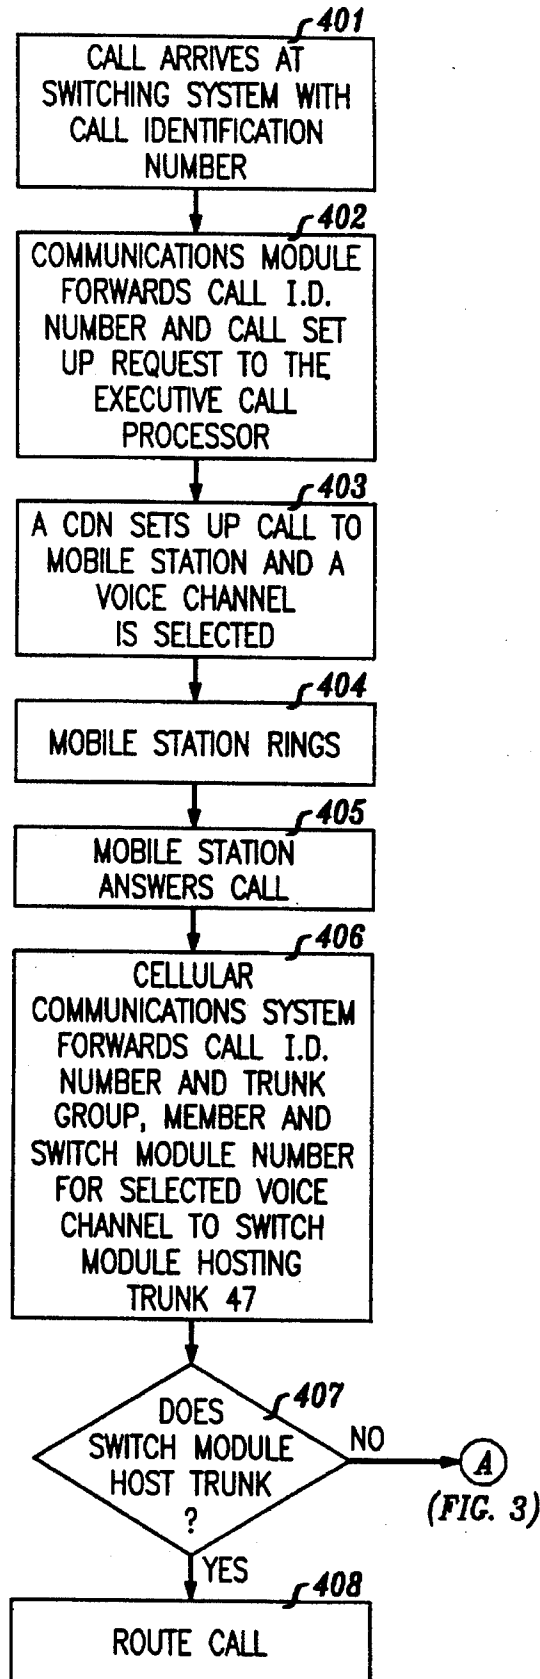 401
CALL ARRIVES AT
SWITCHING SYSTEM WITH
CALL IDENTIFICATION
NUMBER
402
COMMUNICATIONS MODULE
FORWARDS CALL I.D.
NUMBER AND CALL SET
UP REQUEST TO THE
EXECUTIVE CALL
PROCESSOR
403
A CDN SETS UP CALL TO
MOBILE STATION AND A
VOICE CHANNEL
IS SELECTED
404
MOBILE STATION RINGS
405
MOBILE STATION
ANSWERS CALL
406
CELLULAR
COMMUNICATIONS SYSTEM
FORWARDS CALL I.D.
NUMBER AND TRUNK
GROUP, MEMBER AND
SWITCH MODULE NUMBER
FOR SELECTED VOICE
CHANNEL TO SWITCH
MODULE HOSTING
TRUNK 47
407
DOES
SWITCH MODULE
HOST TRUNK
?
NO
A
(FIG. 3)
YES
408
ROUTE CALL